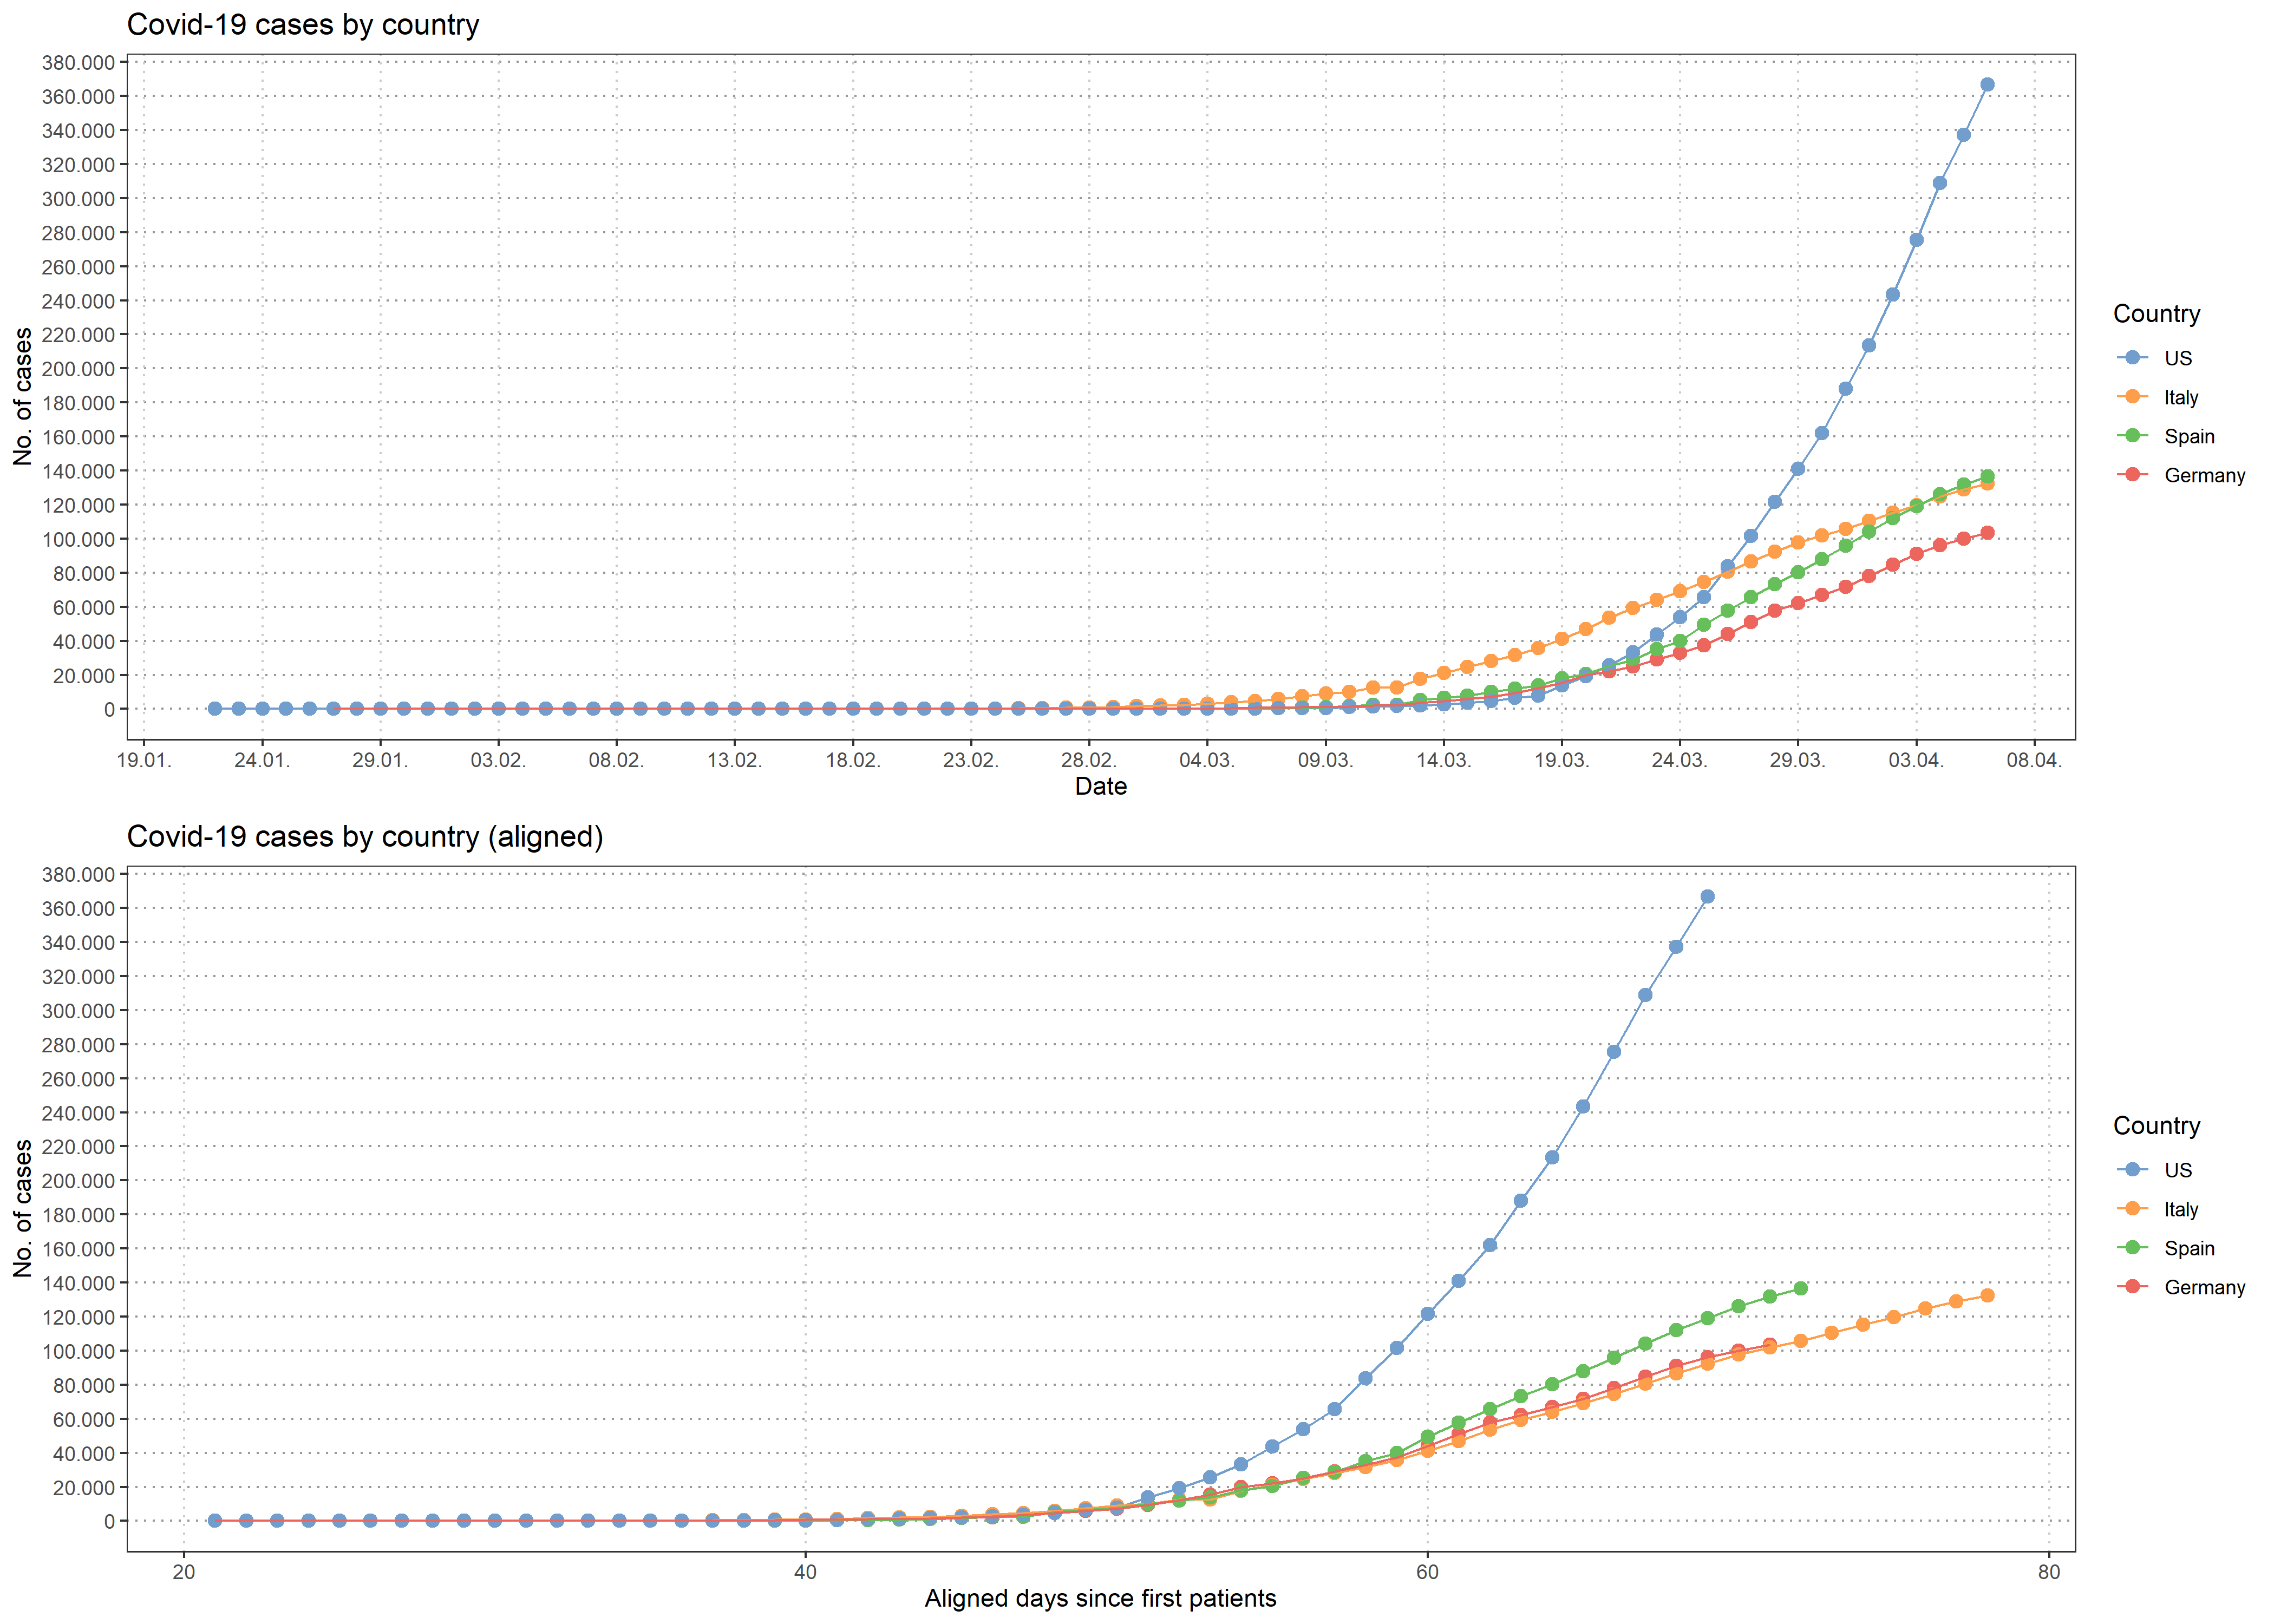 Covid-19 cases by country
No. of cases
380.000
360.000
340.000
320.000
300.000
280.000
260.000
240.000
220.000
200.000
180.000
160.000
140.000
120.000
100.000
80.000
60.000
40.000
20.000
0
19.01. 24.01. 29.01. 03.02. 08.02. 13.02. 18.02. 23.02. 28.02. 04.03. 09.03. 14.03. 19.03. 24.03. 29.03. 03.04. 08.04.
Date
Country
US
Italy
Spain
Germany
Covid-19 cases by country (aligned)
No. of cases
380.000
360.000
340.000
320.000
300.000
280.000
260.000
240.000
220.000
200.000
180.000
160.000
140.000
120.000
100.000
80.000
60.000
40.000
20.000
0
20 40 60 80
Aligned days since first patients
Country
US
Italy
Spain
Germany